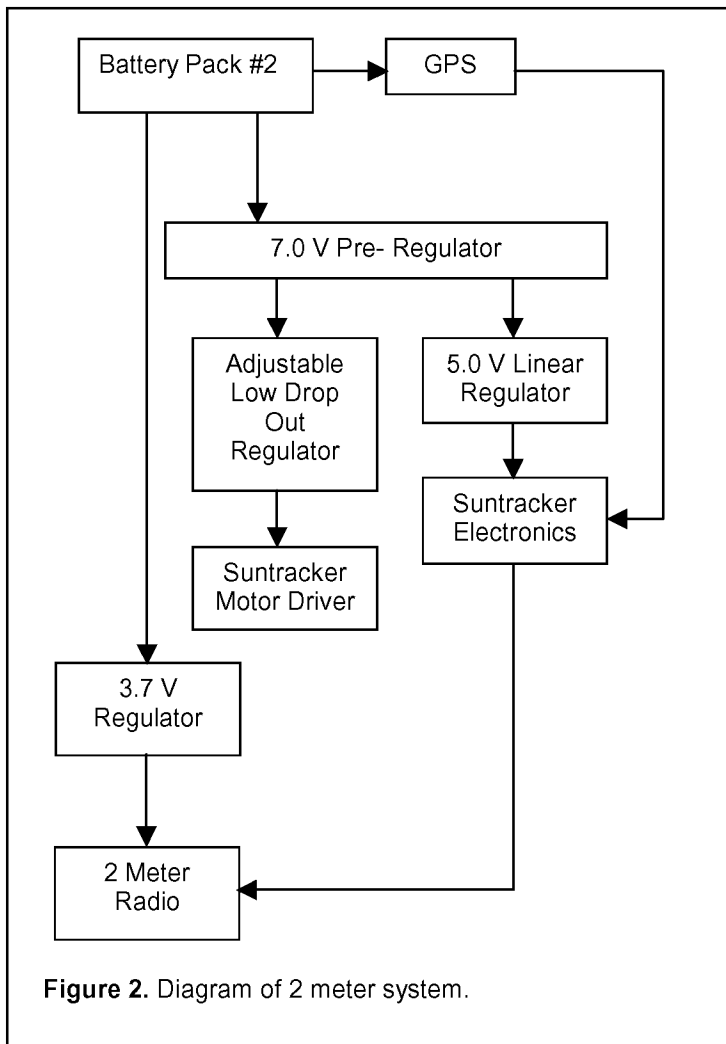 Battery Pack #2
GPS
7.0 V Pre- Regulator
Adjustable
Low Drop
Out
Regulator
5.0 V Linear
Regulator
Suntracker
Electronics
Suntracker
Motor Driver
3.7 V
Regulator
2 Meter
Radio
Figure 2. Diagram of 2 meter system.